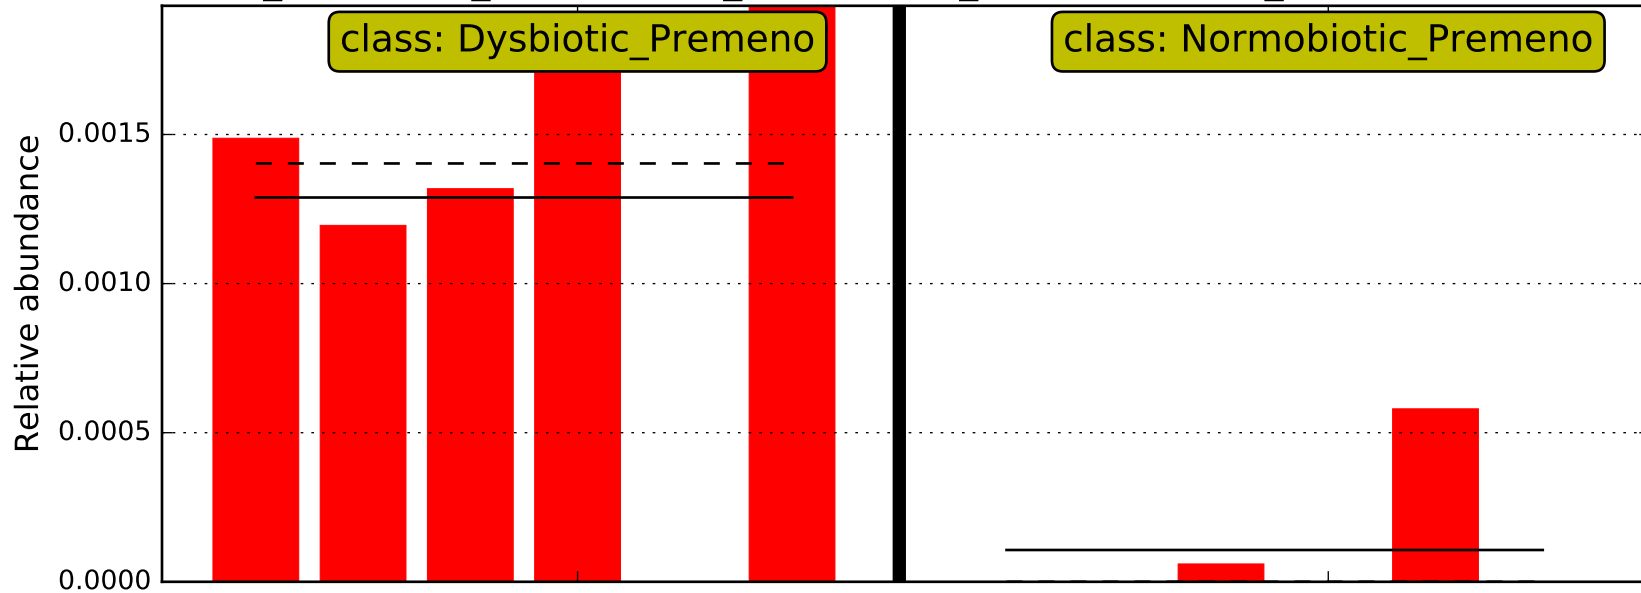 class: Dysbiotic_Premeno
class: Normobiotic_Premeno
0.0015
0.0010
0.0005
0.0000
Relative abundance